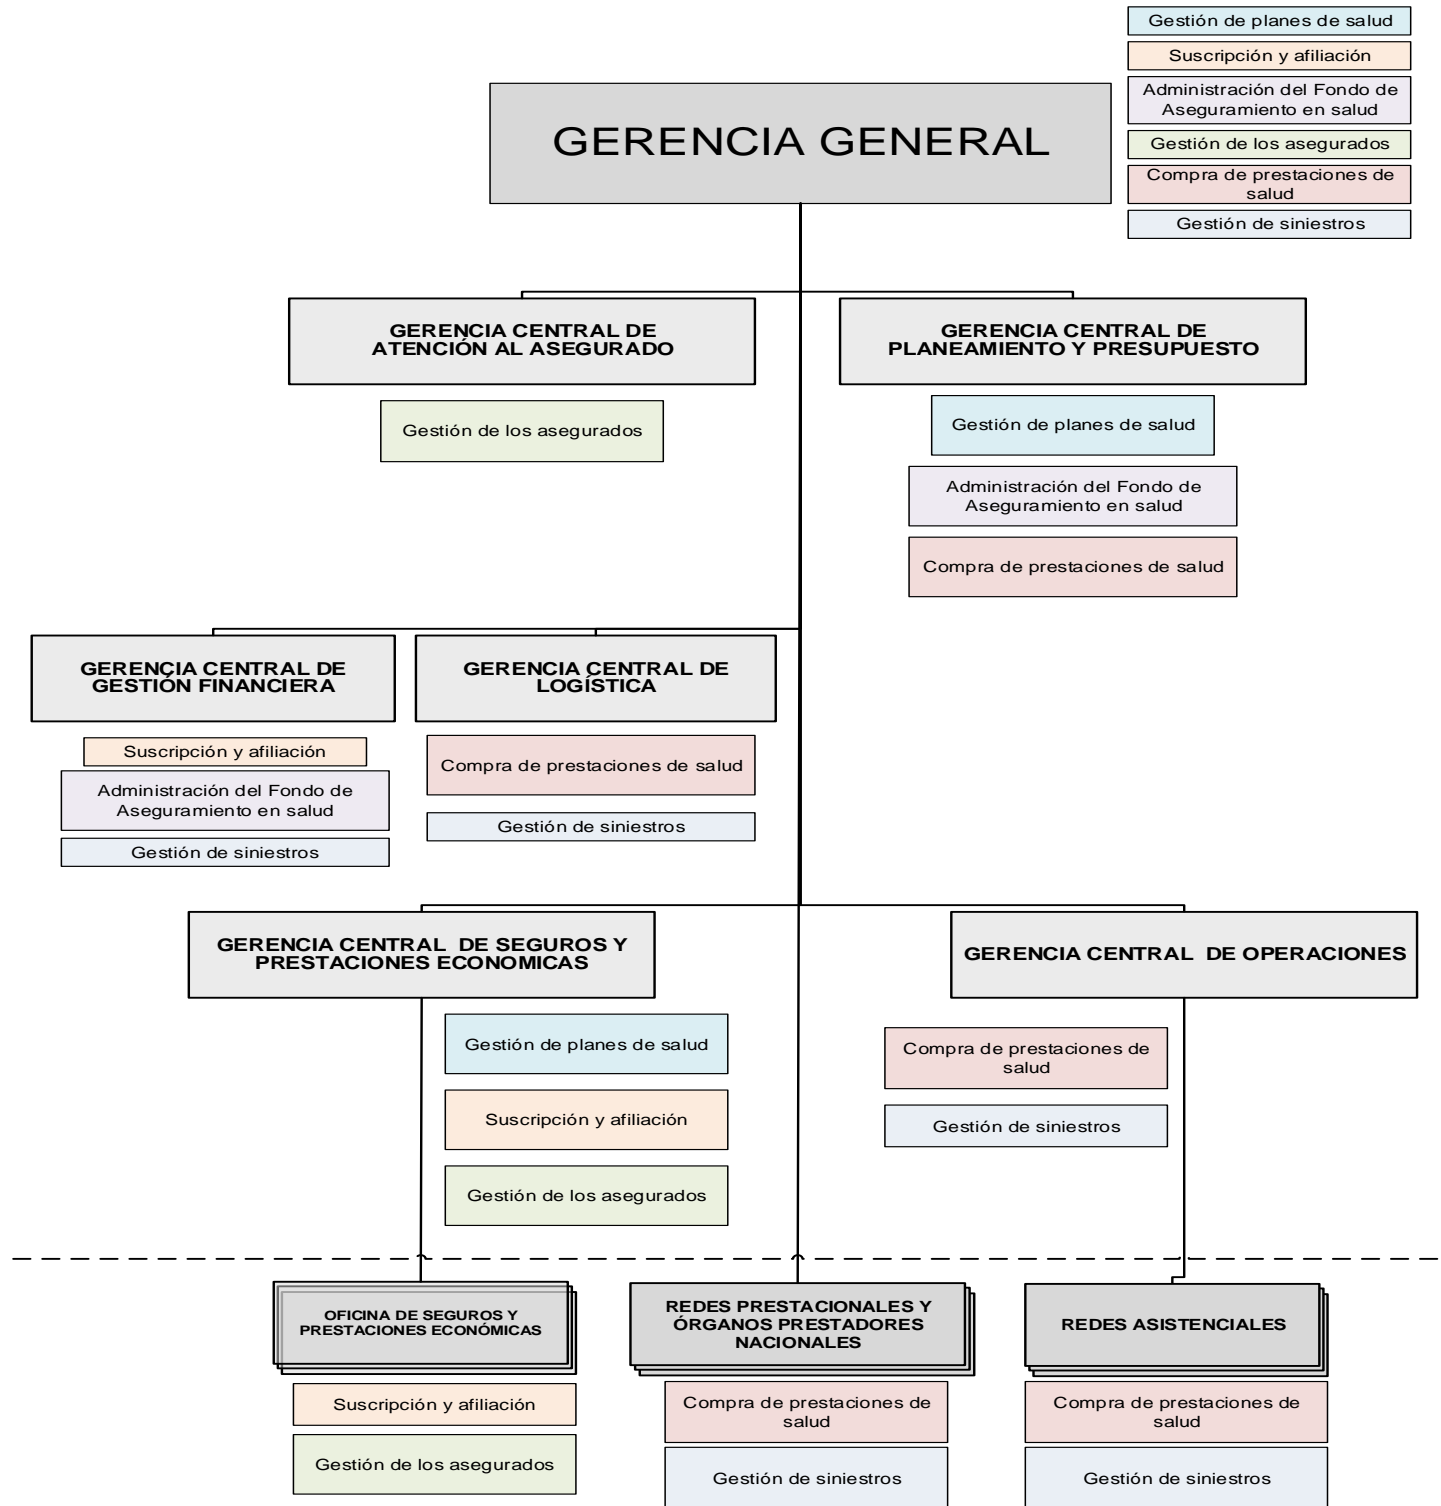 Gestión de planes de salud
Suscripción y afiliación
Administración del Fondo de
Aseguramiento en salud
Gestión de los asegurados
Compra de prestaciones de
salud
Gestión de siniestros
GERENCIA GENERAL
GERENCIA CENTRAL DE
ATENCIÓN AL ASEGURADO
GERENCIA CENTRAL DE
PLANEAMIENTO Y PRESUPUESTO
Gestión de los asegurados
Gestión de planes de salud
Administración del Fondo de
Aseguramiento en salud
Compra de prestaciones de salud
GERENCIA CENTRAL DE
GESTIÓN FINANCIERA
GERENCIA CENTRAL DE
LOGÍSTICA
Suscripción y afiliación
Administración del Fondo de
Aseguramiento en salud
Gestión de siniestros
Compra de prestaciones de salud
Gestión de siniestros
GERENCIA CENTRAL DE SEGUROS Y
PRESTACIONES ECONOMICAS
GERENCIA CENTRAL DE OPERACIONES
Gestión de planes de salud
Suscripción y afiliación
Gestión de los asegurados
Compra de prestaciones de
salud
Gestión de siniestros
OFICINA DE SEGUROS Y
PRESTACIONES ECONÓMICAS
REDES PRESTACIONALES Y
ÓRGANOS PRESTADORES
NACIONALES
REDES ASISTENCIALES
Suscripción y afiliación
Gestión de los asegurados
Compra de prestaciones de
salud
Gestión de siniestros
Compra de prestaciones de
salud
Gestión de siniestros